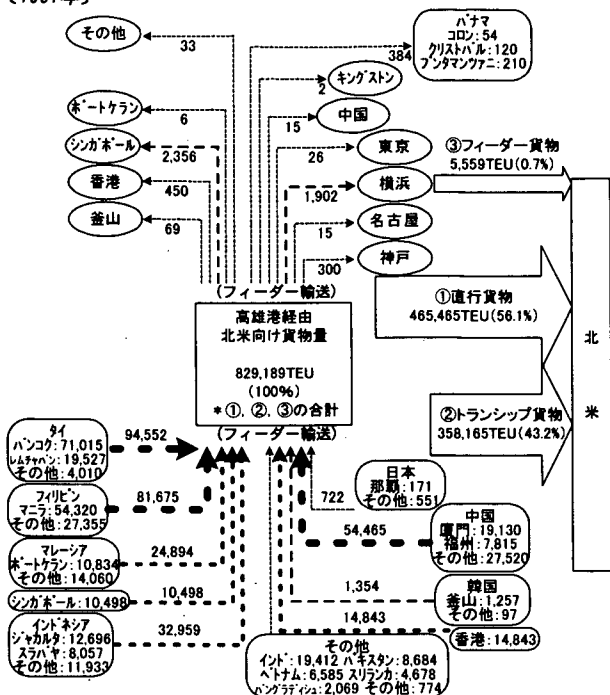 その他
33
384
パナマ
コロン:54
クリストバル:120
ブンタマンツァニ:210
キングストン
2
ポートケラン
6
中国
15
シンガポール
2,356
東京
26
③フィーダー貨物
5,559TEU(0.7%)
香港
450
横浜
1,902
釜山
69
名古屋
15
神戸
300
(フィーダー輸送)
高雄港経由
北米向け貨物量
829,189TEU
(100%)
*①,②,③の合計
(フィーダー輸送)
①直行貨物
465,465TEU(56.1%)
②トランシップ貨物
358,165TEU(43.2%)
北
米
タイ
バンコク:71,015
レムチャバン:19,527
その他:4,010
94,552
フィリピン
マニラ:54,320
その他:27,355
81,675
マレーシア
ポートケラン:10,834
その他:14,060
24,894
シンガポール:10,498
10,498
インドネシア
ジャカルタ:12,696
スラバヤ:8,057
その他:11,933
32,959
日本
那覇:171
その他:551
722
中国
厦門:19,130
福州:7,815
その他:27,520
54,465
韓国
釜山:1,257
その他:97
1,354
香港:14,843
14,843
その他
インド:19,412 パキスタン:8,684
ベトナム:6,585 スリランカ:4,678
バングラデイシュ:2,069 その他:774